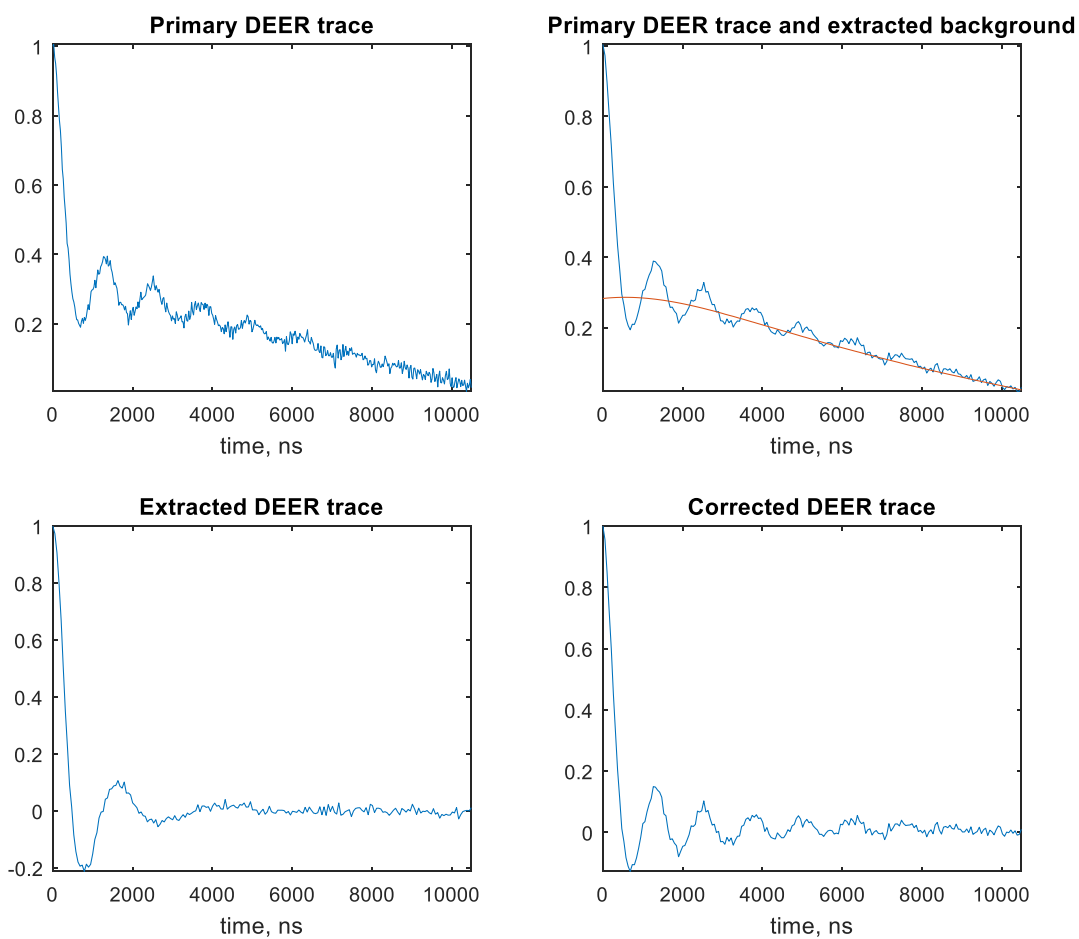 Primary DEER trace
1
0.8
0.6
0.4
0.2
0 2000 4000 6000 8000 10000
time, ns
Primary DEER trace and extracted background
1
0.8
0.6
0.4
0.2
0 2000 4000 6000 8000 10000
time, ns
Extracted DEER trace
1
0.8
0.6
0.4
0.2
0
-0.2
0 2000 4000 6000 8000 10000
time, ns
Corrected DEER trace
1
0.8
0.6
0.4
0.2
0
0 2000 4000 6000 8000 10000
time, ns